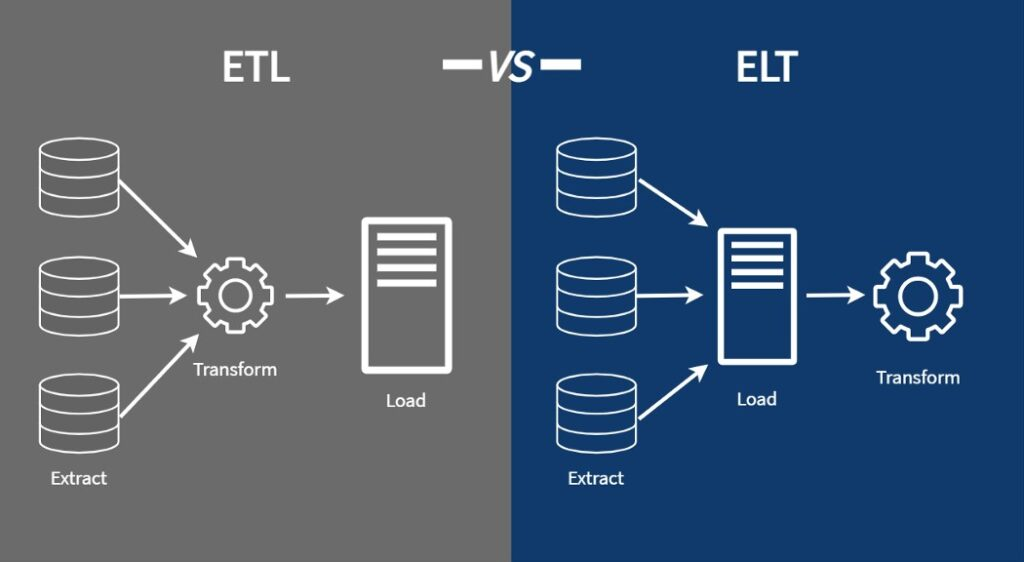 ETL
VS
ELT
Transform
Load
Extract
Load
Transform
Extract